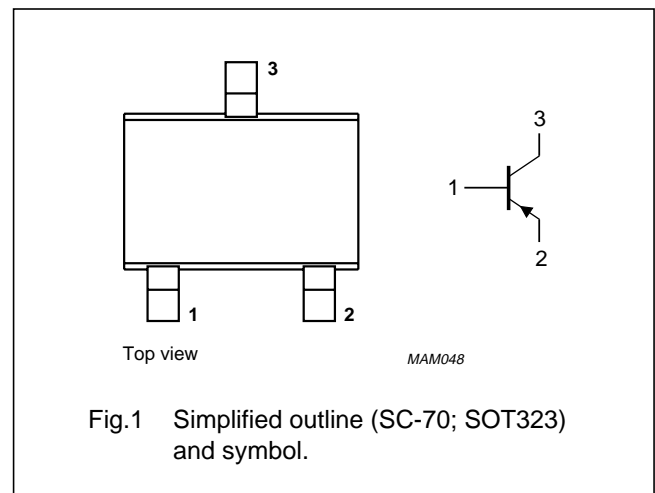 3
3
1
2
1
2
Top view
MAM048
Fig.1 Simplified outline (SC-70; SOT323)
and symbol.